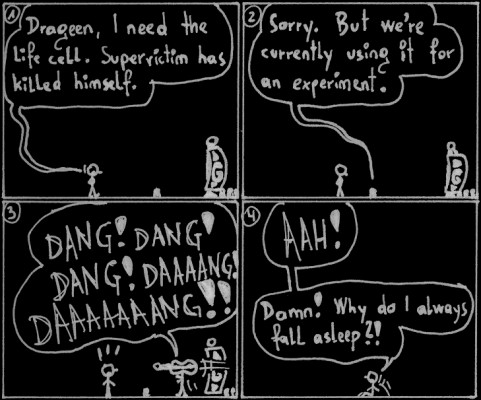 1
Drageen, I need the
life cell. Supervictim has
killed himself.
2
Sorry. But we're
currently using it for
an experiment.
3
DANG! DANG!
DANG! DAAAANG!
DAAAAAAANG!!
!!!
4
AAH!
Damn! Why do I always
fall asleep?!